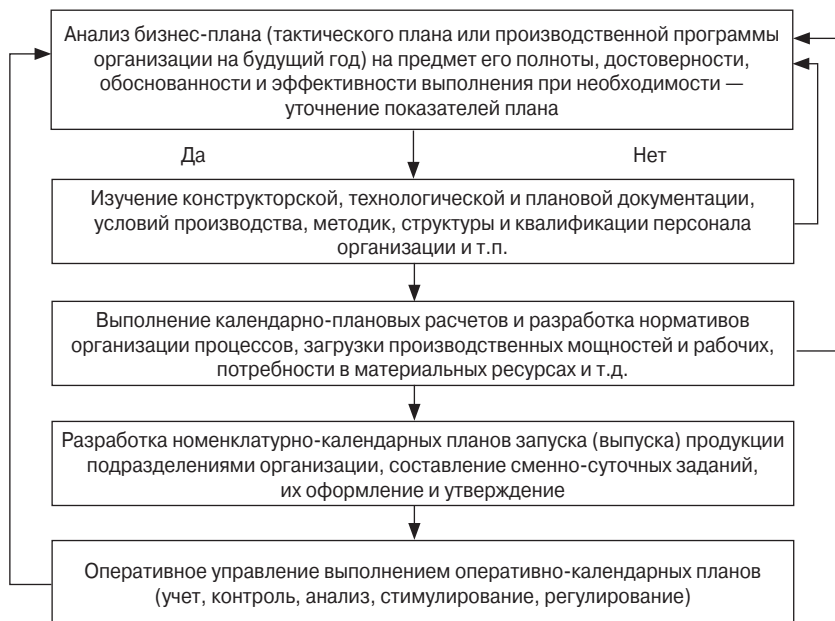 Анализ бизнес-плана (тактического плана или производственной программы
организации на будущий год) на предмет его полноты, достоверности,
обоснованности и эффективности выполнения при необходимости —
уточнение показателей плана
Да
Нет
Изучение конструкторской, технологической и плановой документации,
условий производства, методик, структуры и квалификации персонала
организации и т.п.
Выполнение календарно-плановых расчетов и разработка нормативов
организации процессов, загрузки производственных мощностей и рабочих,
потребности в материальных ресурсах и т.д.
Разработка номенклатурно-календарных планов запуска (выпуска) продукции
подразделениями организации, составление сменно-суточных заданий,
их оформление и утверждение
Оперативное управление выполнением оперативно-календарных планов
(учет, контроль, анализ, стимулирование, регулирование)